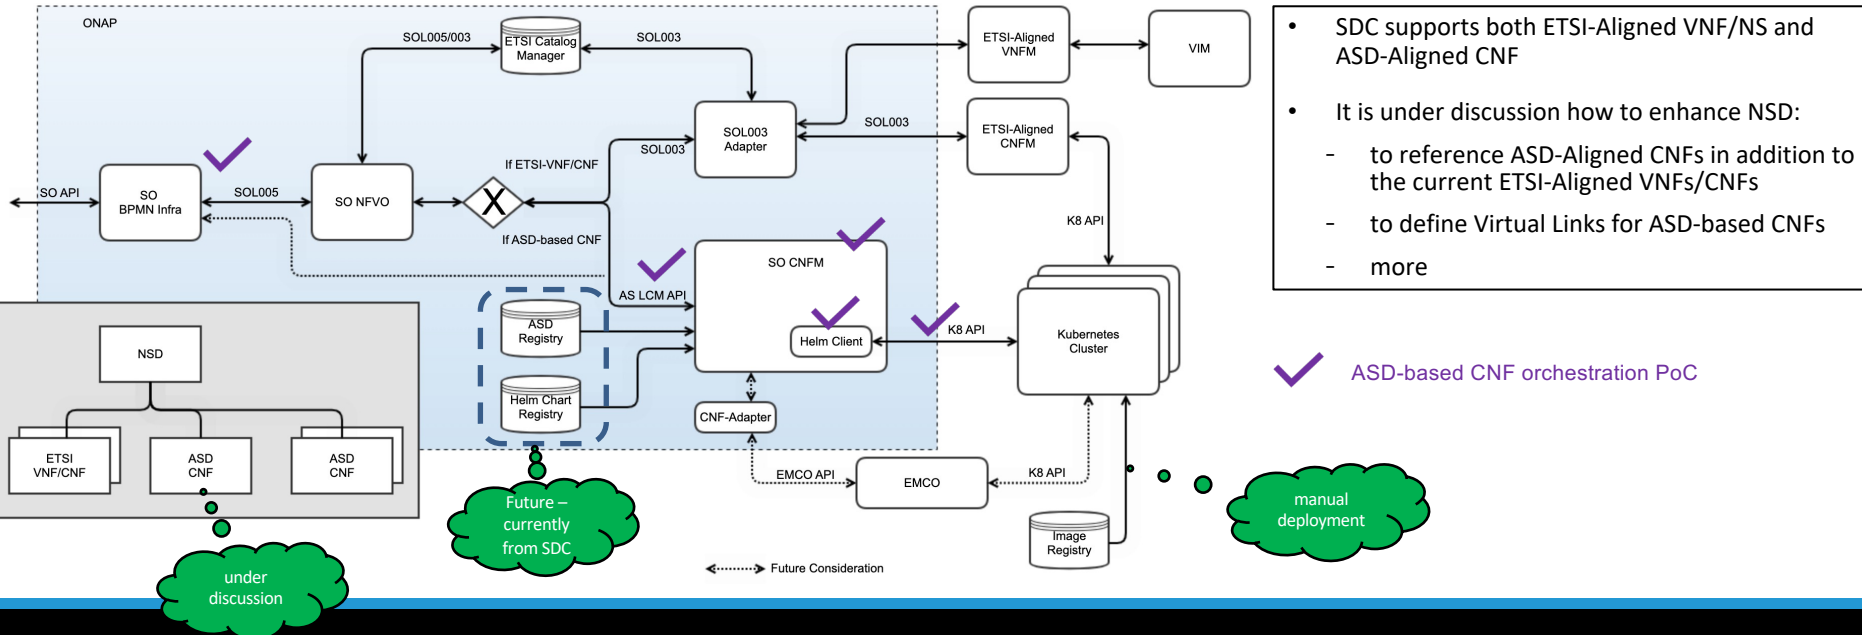 ONAP
SOL005/003
ETSI Catalog
Manager
SOL003
ETSI-Aligned
VNFM
VIM
SOL003
Adapter
SOL003
ETSI-Aligned
CNFM
If ETSI-VNF/CNF
SOL003
SO API
SO
BPMN Infra
SOL005
SO NFVO
X
If ASD-based CNF
K8 API
SO CNFM
AS LCM API
ASD
Registry
Helm Client
K8 API
Kubernetes
Cluster
Helm Chart
Registry
CNF-Adapter
EMCO API
EMCO
K8 API
Image
Registry
NSD
ETSI
VNF/CNF
ASD
CNF
ASD
CNF
under
discussion
Future –
currently
from SDC
manual
deployment
Future Consideration
• SDC supports both ETSI-Aligned VNF/NS and
ASD-Aligned CNF
• It is under discussion how to enhance NSD:
- to reference ASD-Aligned CNFs in addition to
the current ETSI-Aligned VNFs/CNFs
- to define Virtual Links for ASD-based CNFs
- more
ASD-based CNF orchestration PoC